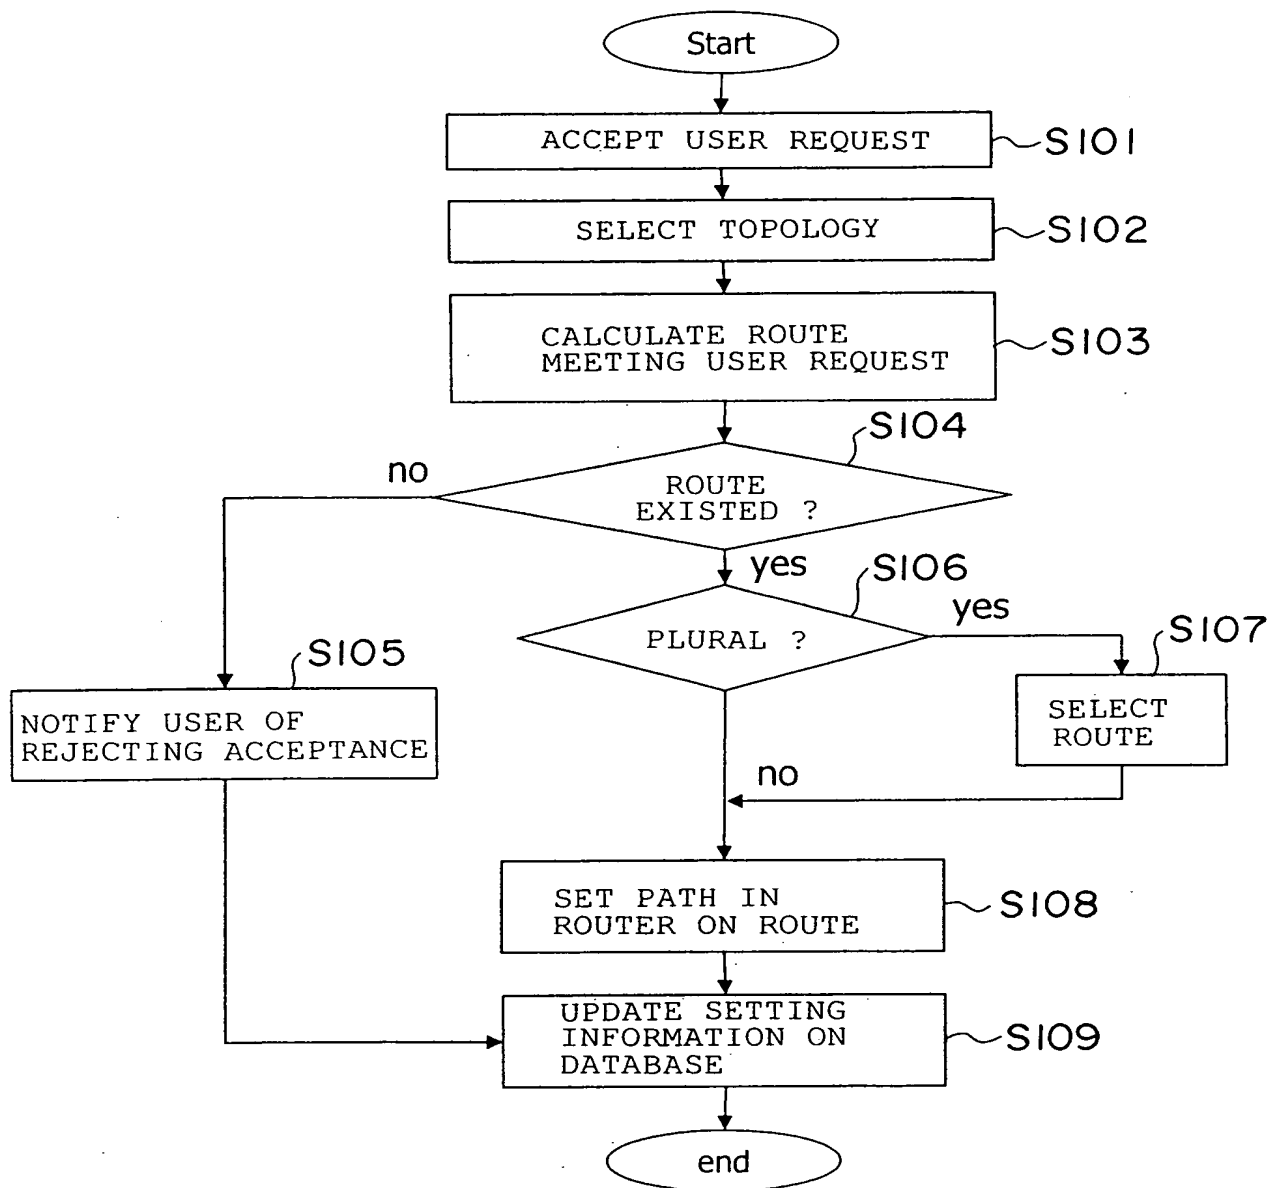 Start
ACCEPT USER REQUEST
S101
SELECT TOPOLOGY
S102
CALCULATE ROUTE
MEETING USER REQUEST
S103
S104
no
ROUTE
EXISTED ?
yes
S106
yes
PLURAL ?
S107
S105
NOTIFY USER OF
REJECTING ACCEPTANCE
SELECT
ROUTE
no
SET PATH IN
ROUTER ON ROUTE
S108
UPDATE SETTING
INFORMATION ON
DATABASE
S109
end